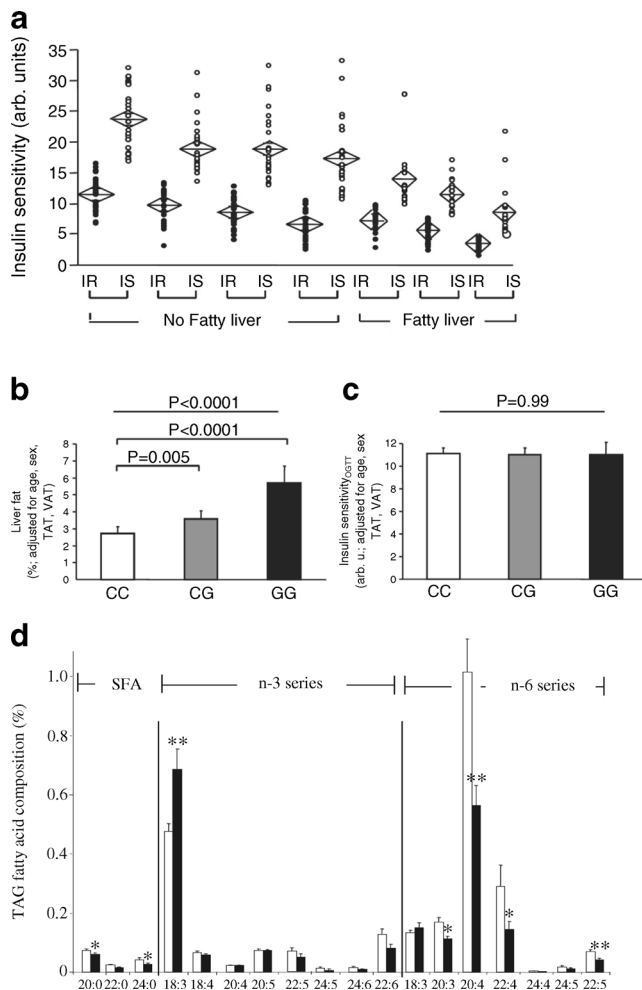 a
Insulin sensitivity (arb. units)
35
30
25
20
15
10
5
0
IR IS IR IS IR IS IR IS IR IS IR IS IR IS
No Fatty liver Fatty liver
b
P<0.0001
P<0.0001
P=0.005
Liver fat
(%; adjusted for age, sex,
TAT, VAT)
8
7
6
5
4
3
2
1
0
CC CG GG
c
P=0.99
Insulin sensitivityOGTT
(arb. u.; adjusted for age, sex
TAT, VAT)
12
10
8
6
4
2
0
CC CG GG
d
TAG fatty acid composition (%)
SFA n-3 series n-6 series
1.0
0.8
0.6
0.4
0.2
0
* * ** * ** * **
20:0 22:0 24:0 18:3 18:4 20:4 20:5 22:5 24:5 24:6 22:6 18:3 20:3 20:4 22:4 24:4 24:5 22:5